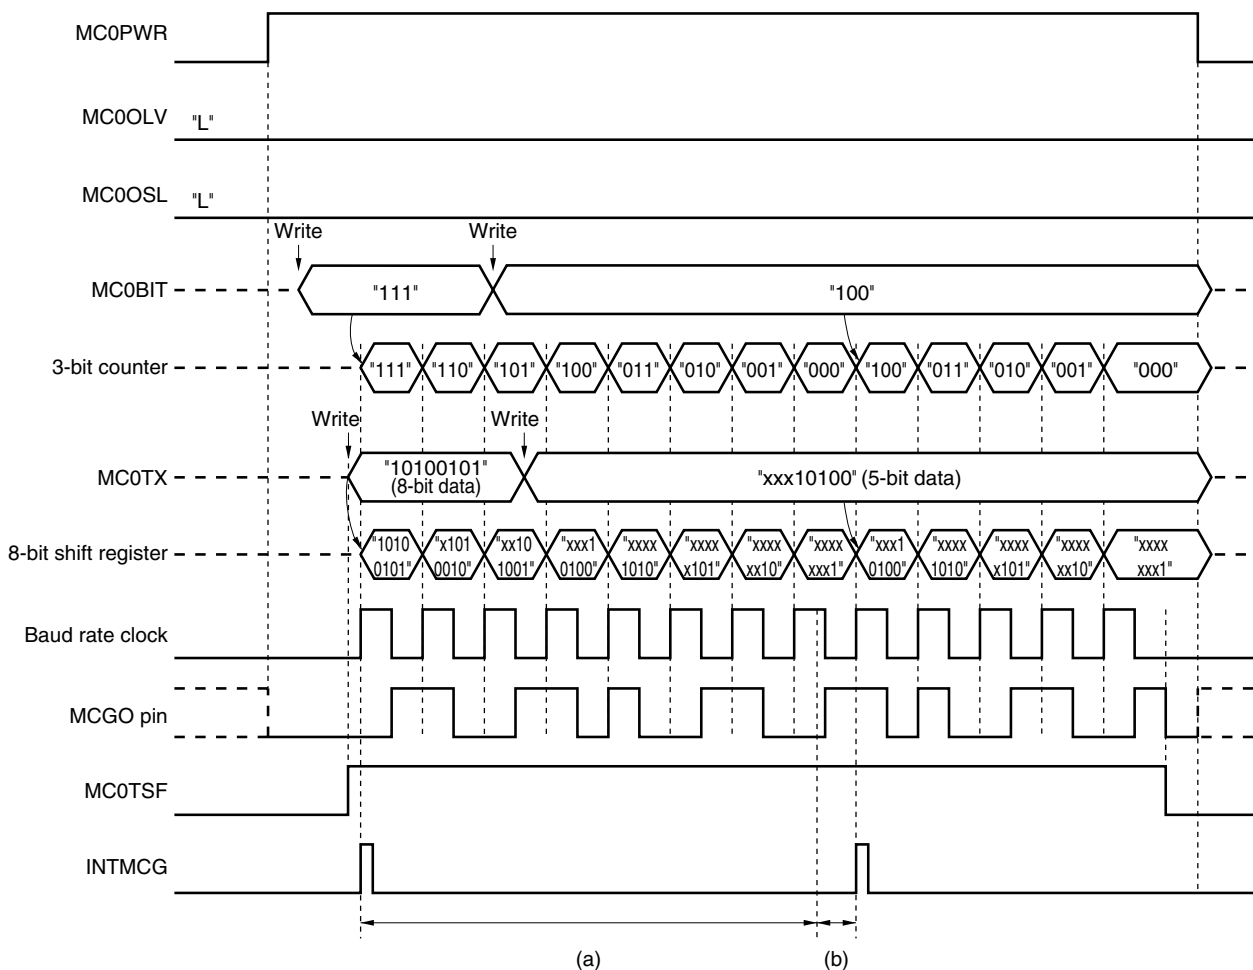 MC0PWR
MC0OLV "L"
MC0OSL "L"
Write Write
MC0BIT "111" "100"
3-bit counter "111" "110" "101" "100" "011" "010" "001" "000" "100" "011" "010" "001" "000"
Write Write
MC0TX "10100101" "xxx10100" (5-bit data)
(8-bit data)
8-bit shift register "1010 "x101 "xx10 "xxx1 "xxxx "xxxx "xxxx "xxxx "xxx1 "xxxx "xxxx "xxxx "xxxx
0101" 0010" 1001" 0100" 1010" x101" xx10" xxx1" 0100" 1010" x101" xx10" xxx1"
Baud rate clock
MCGO pin
MC0TSF
INTMCG
(a) (b)